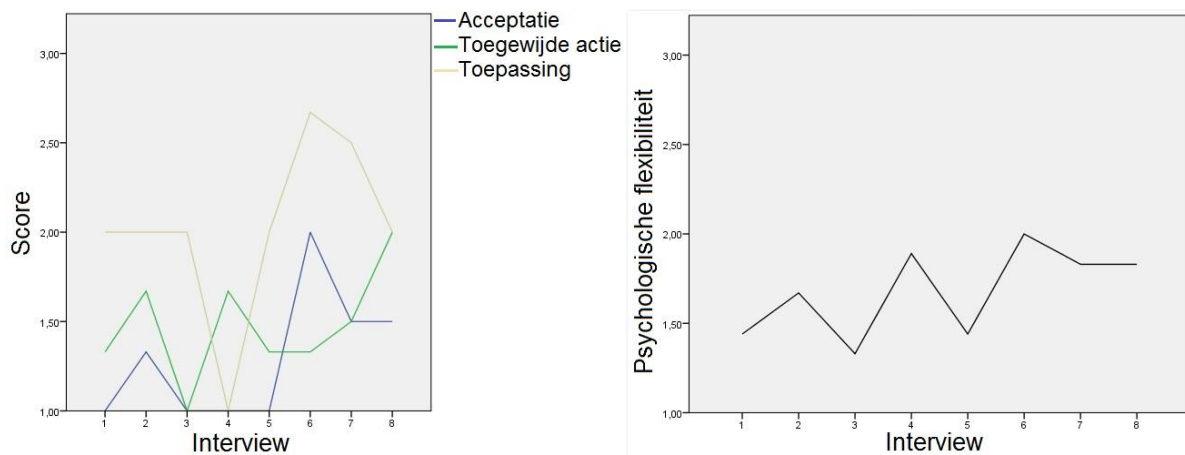 Acceptatie
Toegewijde actie
Toepassing
Score
3,00
2,50
2,00
1,50
1,00
1 2 3 4 5 6 7 8
Interview
Psychologische flexibiliteit
3,00
2,50
2,00
1,50
1,00
1 2 3 4 5 6 7 8
Interview